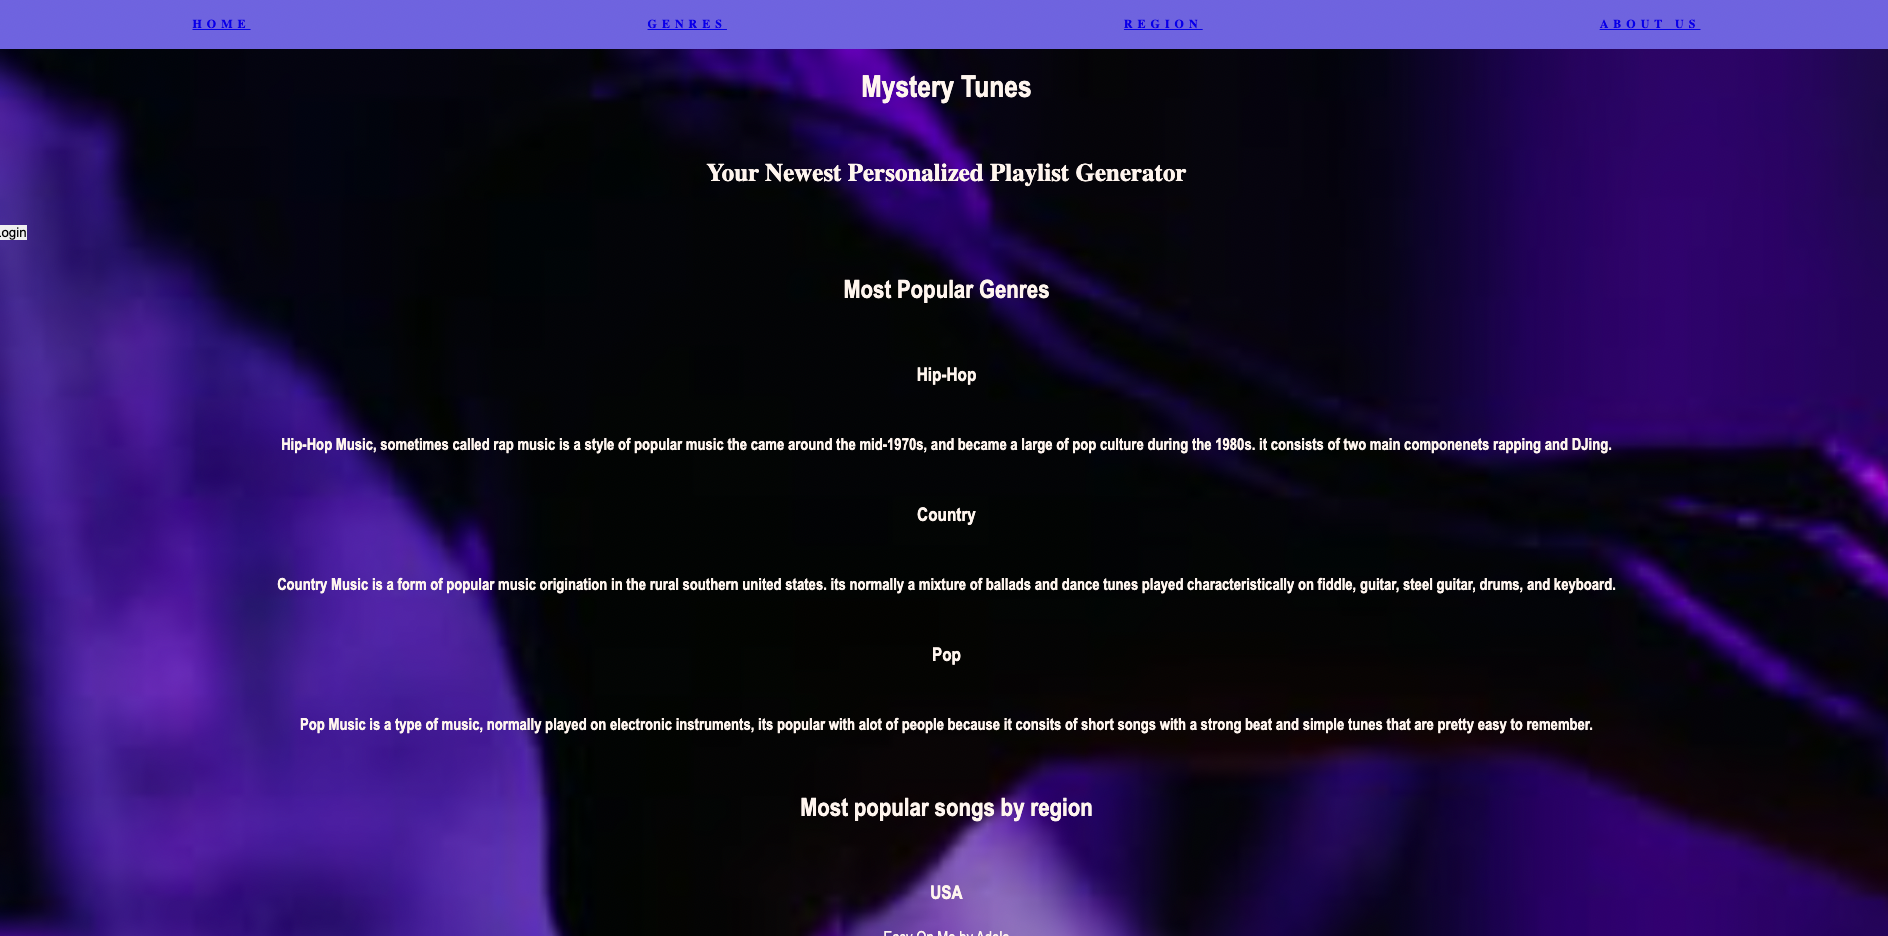 HOME GENRES REGION ABOUT US
Mystery Tunes
Your Newest Personalized Playlist Generator
ogin
Most Popular Genres
Hip-Hop
Hip-Hop Music, sometimes called rap music is a style of popular music the came around the mid-1970s, and became a large of pop culture during the 1980s. it consists of two main componenets rapping and DJing.
Country
Country Music is a form of popular music origination in the rural southern united states. its normally a mixture of ballads and dance tunes played characteristically on fiddle, guitar, steel guitar, drums, and keyboard.
Pop
Pop Music is a type of music, normally played on electronic instruments, its popular with alot of people because it consits of short songs with a strong beat and simple tunes that are pretty easy to remember.
Most popular songs by region
USA
Easy On Me by Adele